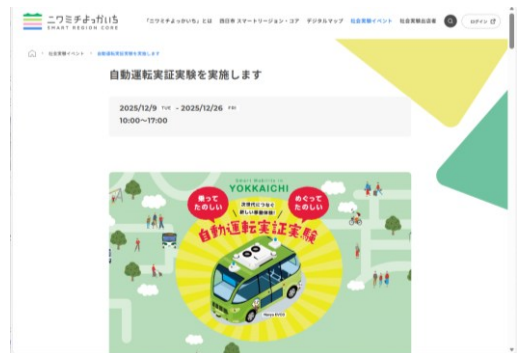 ニワミチよっかいち
SMART REGION CORE
「ニワミチよっかいち」とは 四日市 スマートリージョン・コア デジタルマップ 社会実験イベント 社会実験出店者 ログイン
社会実験イベント 自動運転実証実験を実施します
自動運転実証実験を実施します
2025/12/9 TUE - 2025/12/26 FRI
10:00〜17:00
Smart Mobility in
YOKKAICHI
乗って
たのしい
次世代につなぐ
新しい移動体験!
めぐって
たのしい
自動運転実証実験